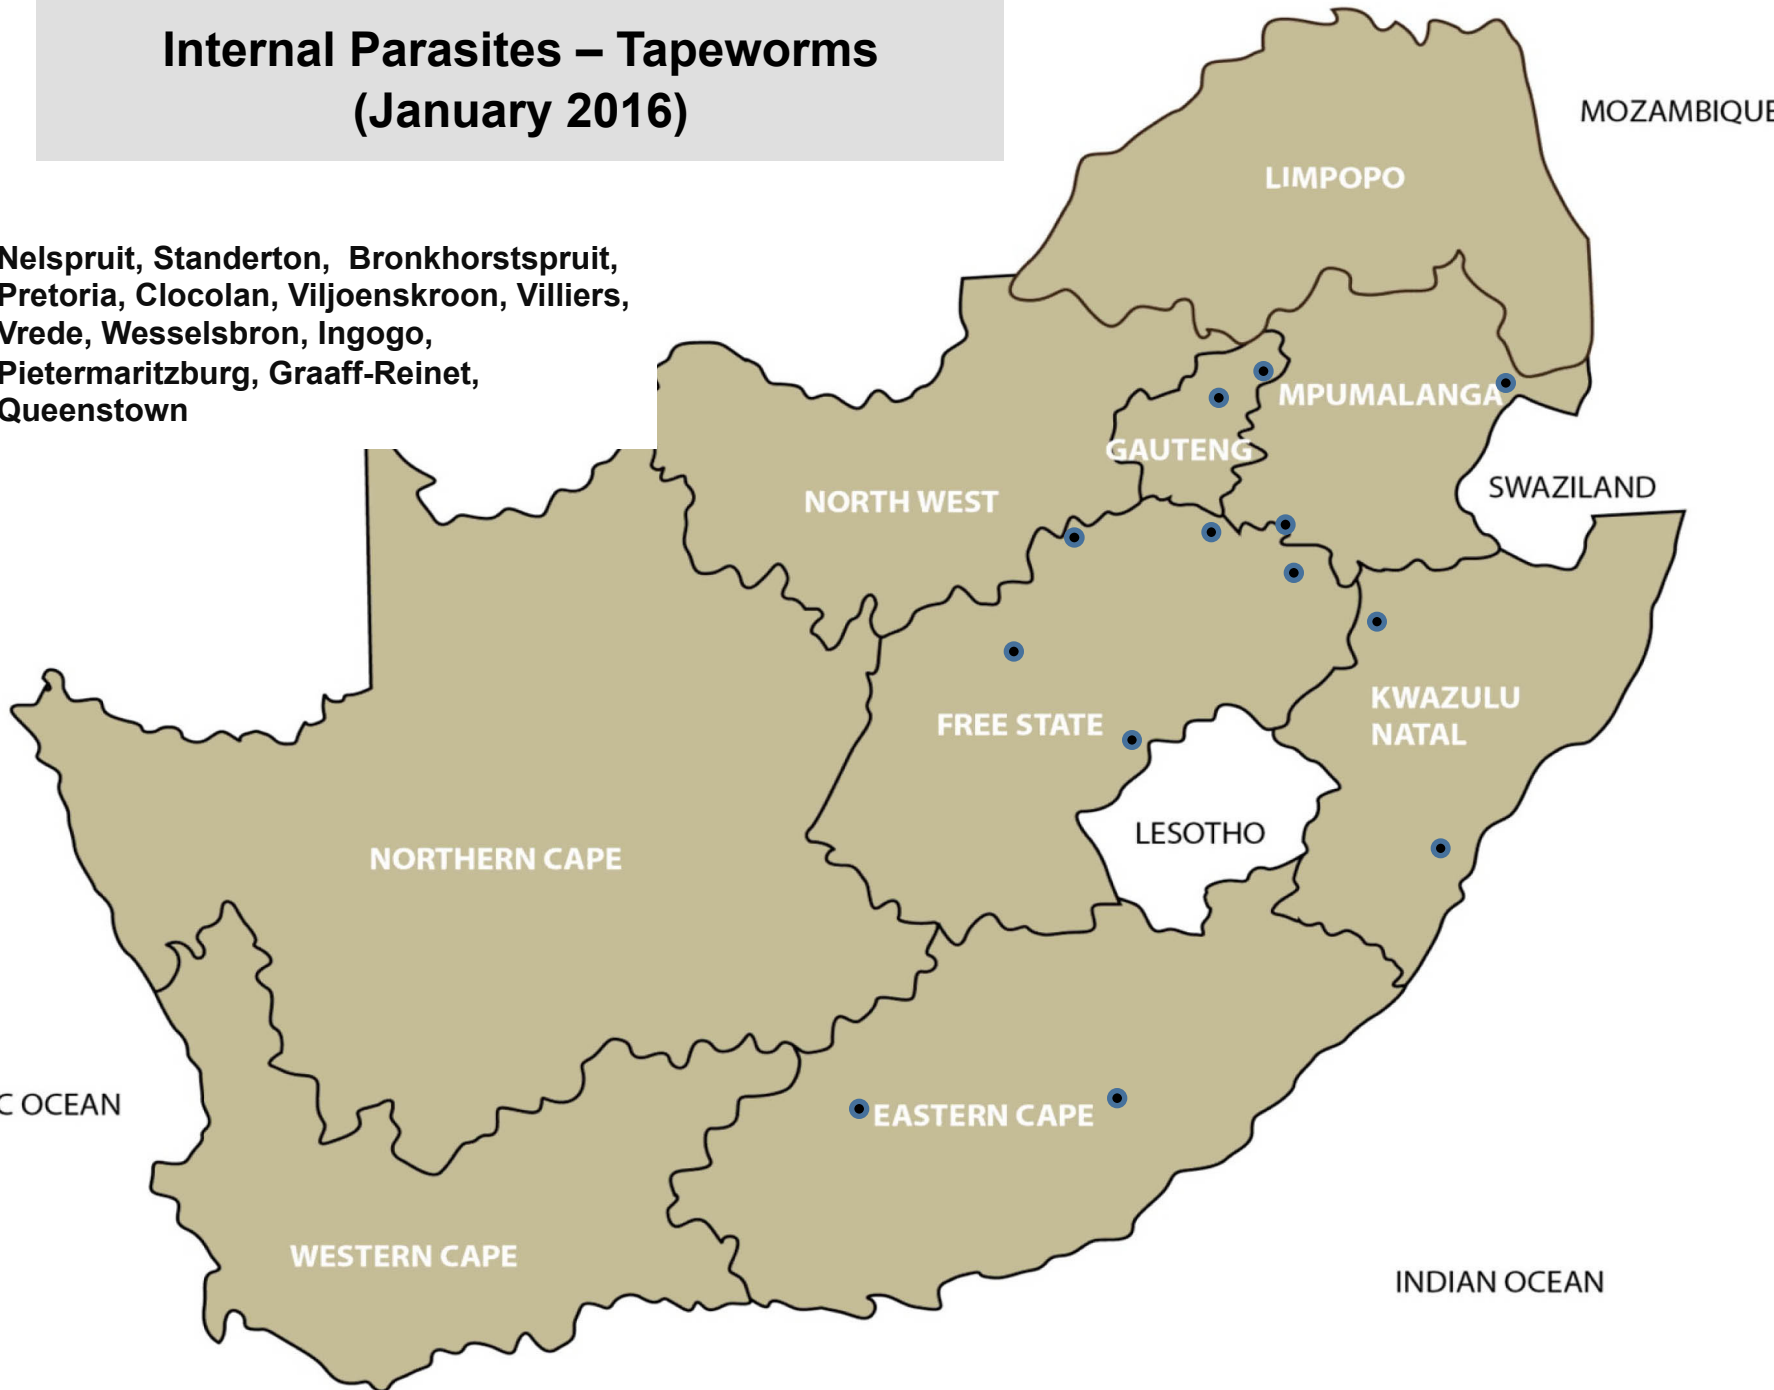 Internal Parasites – Tapeworms
(January 2016)
MOZAMBIQUE
LIMPOPO
Nelspruit, Standerton,  Bronkhorstspruit,
Pretoria, Clocolan, Viljoenskroon, Villiers,
Vrede, Wesselsbron, Ingogo,
Pietermaritzburg, Graaff-Reinet,
Queenstown
MPUMALANGA
GAUTENG
SWAZILAND
NORTH WEST
KWAZULU
NATAL
FREE STATE
LESOTHO
NORTHERN CAPE
C OCEAN
EASTERN CAPE
WESTERN CAPE
INDIAN OCEAN